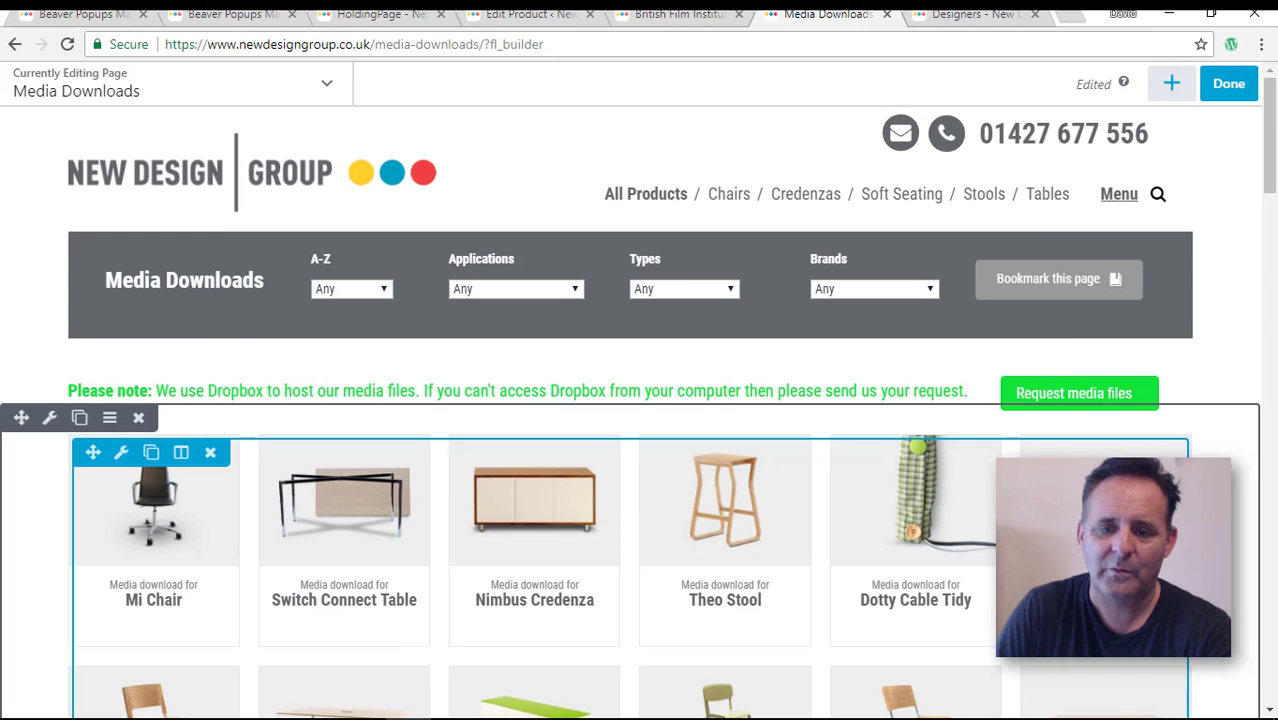 Beaver Popups Ma
Beaver Popups Ma
HoldingPage - Ne
Edit Product ‹ New
British Film Institut
Media Downloads
Designers - New D
David
Secure
https://www.newdesigngroup.co.uk/media-downloads/?fl_builder
Currently Editing Page
Media Downloads
Edited
Done
01427 677 556
NEW DESIGN GROUP
All Products / Chairs / Credenzas / Soft Seating / Stools / Tables Menu
Media Downloads
A-Z
Any
Applications
Any
Types
Any
Brands
Any
Bookmark this page
Please note: We use Dropbox to host our media files. If you can't access Dropbox from your computer then please send us your request.
Request media files
Media download for
Mi Chair
Media download for
Switch Connect Table
Media download for
Nimbus Credenza
Media download for
Theo Stool
Media download for
Dotty Cable Tidy